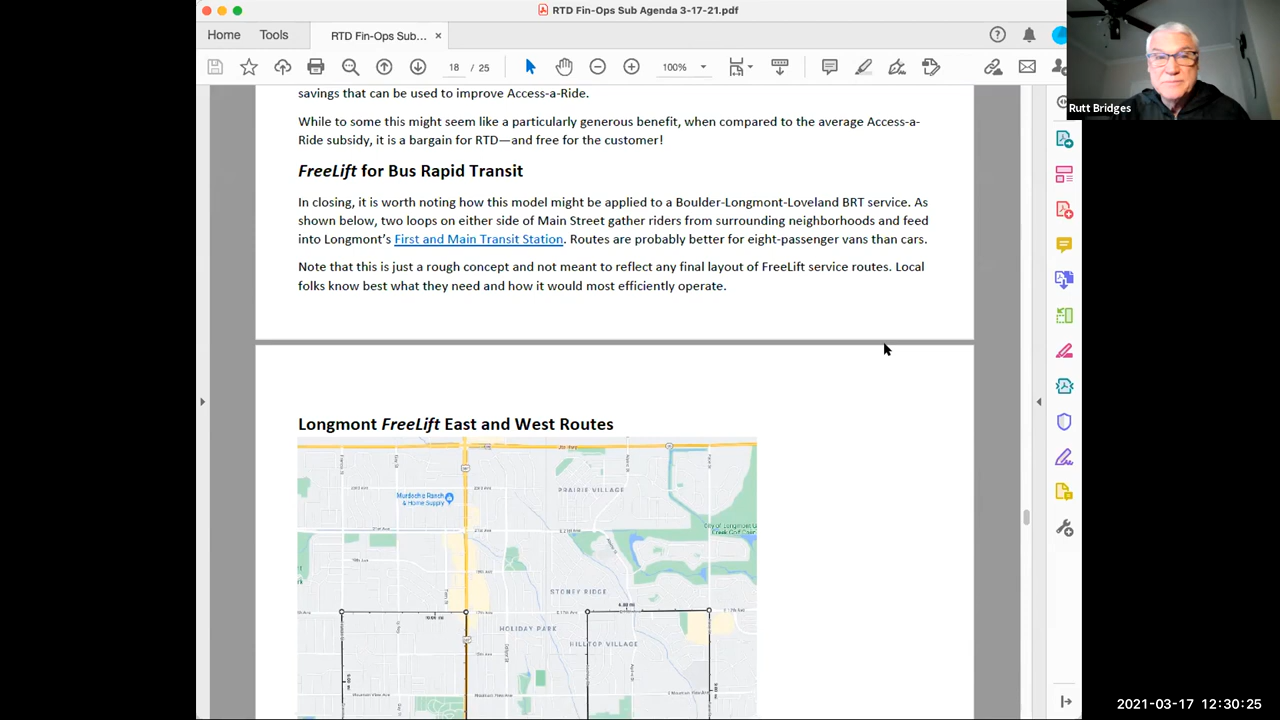 RTD Fin-Ops Sub Agenda 3-17-21.pdf
Home Tools RTD Fin-Ops Sub... ×
18 / 25 100%
Rutt Bridges
savings that can be used to improve Access-a-Ride.
While to some this might seem like a particularly generous benefit, when compared to the average Access-a-
Ride subsidy, it is a bargain for RTD—and free for the customer!
FreeLift for Bus Rapid Transit
In closing, it is worth noting how this model might be applied to a Boulder-Longmont-Loveland BRT service. As
shown below, two loops on either side of Main Street gather riders from surrounding neighborhoods and feed
into Longmont's First and Main Transit Station. Routes are probably better for eight-passenger vans than cars.
Note that this is just a rough concept and not meant to reflect any final layout of FreeLift service routes. Local
folks know best what they need and how it would most efficiently operate.
Longmont FreeLift East and West Routes
Murdoch's Ranch
& Home Supply
PRAIRIE VILLAGE
STONEY RIDGE
HOLIDAY PARK
HILLTOP VILLAGE
2021-03-17 12:30:25